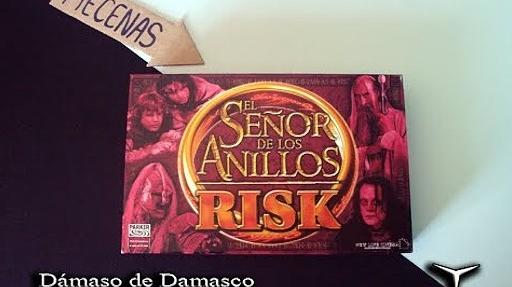 MECENAS
EL
SEÑOR
DE LOS
ANILLOS
RISK
PARKER
Dámaso de Damasco